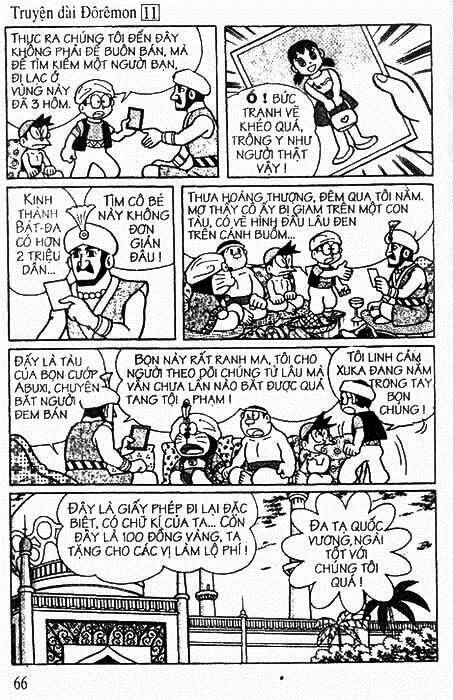 Truyện dài Đôrêmon 11
THỰC RA CHÚNG TÔI ĐẾN ĐÂY
KHÔNG PHẢI ĐỂ BUÔN BÁN, MÀ
ĐỂ TÌM KIẾM MỘT NGƯỜI BẠN,
ĐI LẠC Ở
VÙNG NÀY
ĐÃ 3 HÔM.
Ồ ! BỨC
TRANH VẼ
KHÉO QUÁ,
TRÔNG Y NHƯ
NGƯỜI THẬT
VẬY !
KINH
THÀNH
BÁT-ĐA
CÓ HƠN
2 TRIỆU
DÂN...
TÌM CÔ BÉ
NÀY KHÔNG
ĐƠN
GIẢN
ĐÂU !
THƯA HOÀNG THƯỢNG, ĐÊM QUA TÔI NẰM
MƠ THẤY CÔ ẤY BỊ GIAM TRÊN MỘT CON
TÀU, CÓ VẼ HÌNH ĐẦU LÂU ĐEN
TRÊN CÁNH BUỒM...
ĐẤY LÀ TÀU
CỦA BỌN CƯỚP
ABUXI, CHUYÊN
BẮT NGƯỜI
ĐEM BÁN
BỌN NÀY RẤT RANH MA, TÔI CHO
NGƯỜI THEO DÕI CHÚNG TỪ LÂU MÀ
VẪN CHƯA LẦN NÀO BẮT ĐƯỢC QUẢ
TANG TỘI PHẠM !
TÔI LINH CẢM
XUKA ĐANG NẰM
TRONG TAY
BỌN
CHÚNG !
ĐÂY LÀ GIẤY PHÉP ĐI LẠI ĐẶC
BIỆT, CÓ CHỮ KÍ CỦA TA... CÒN
ĐÂY LÀ 100 ĐỒNG VÀNG, TA
TẶNG CHO CÁC VỊ LÀM LỘ PHÍ !
ĐA TẠ QUỐC
VƯƠNG, NGÀI
TỐT VỚI
CHÚNG TÔI
QUÁ !
66